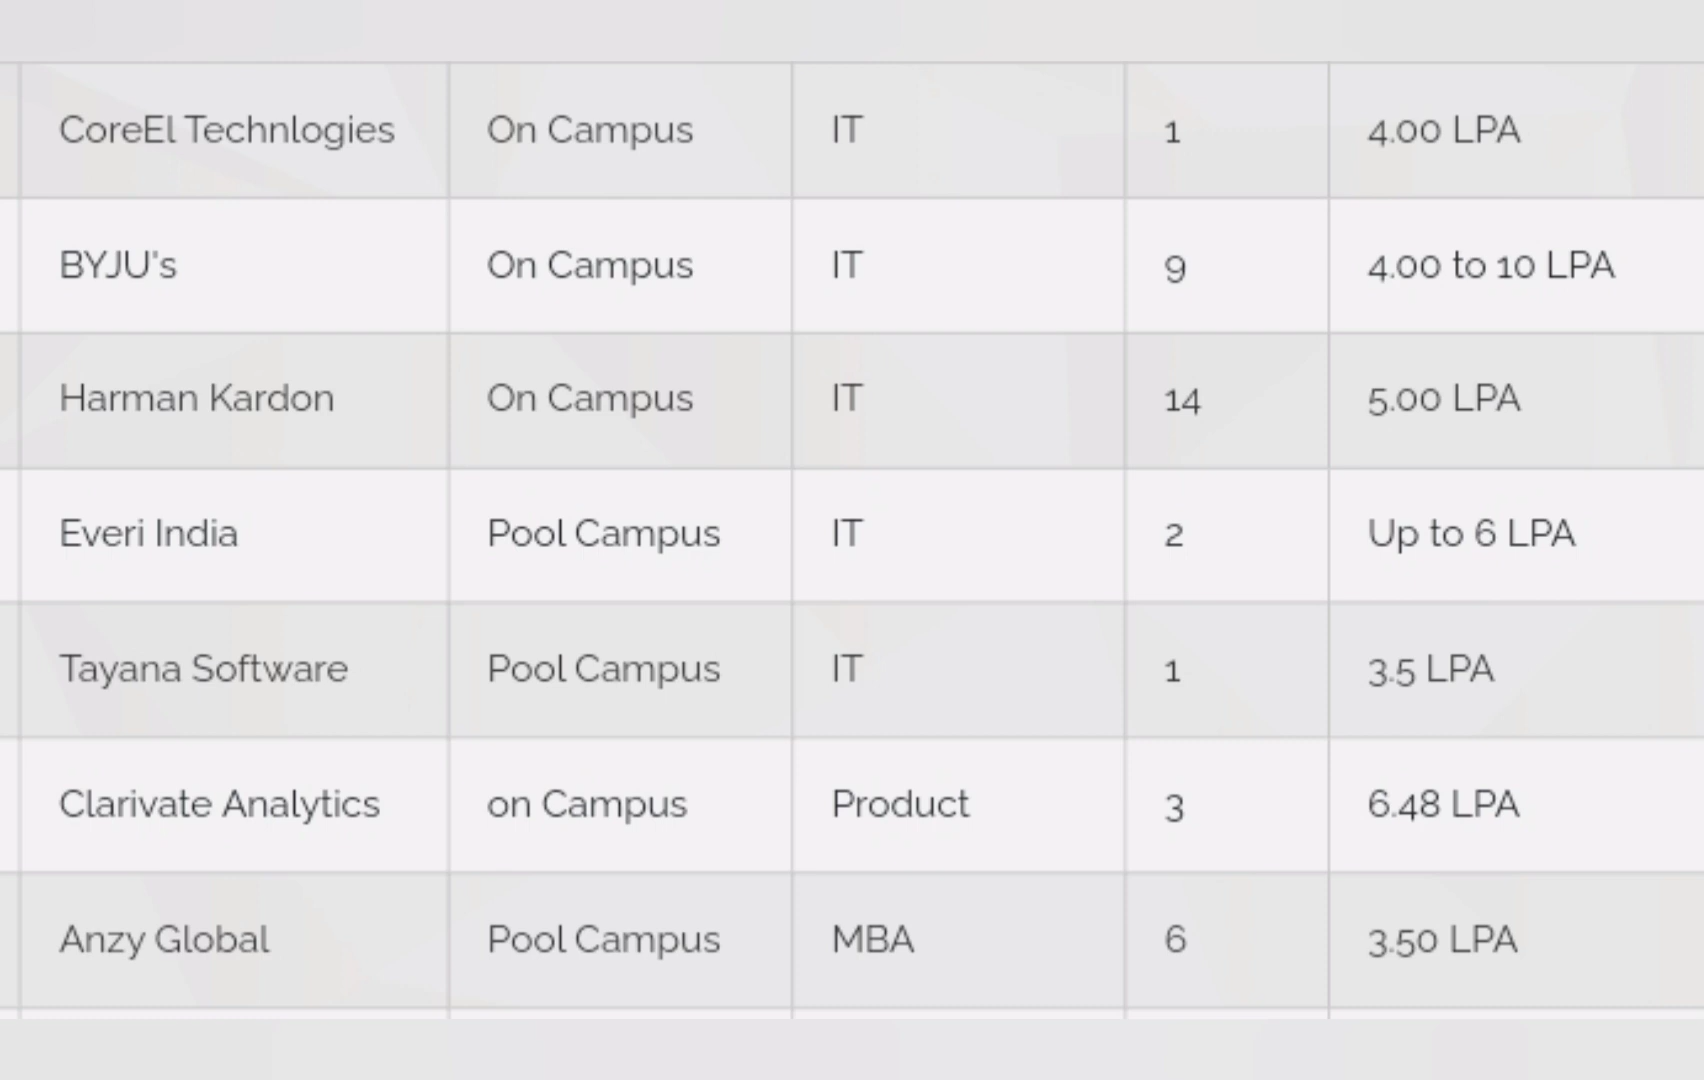 CoreEl Technlogies On Campus IT 1 4.00 LPA
BYJU's On Campus IT 9 4.00 to 10 LPA
Harman Kardon On Campus IT 14 5.00 LPA
Everi India Pool Campus IT 2 Up to 6 LPA
Tayana Software Pool Campus IT 1 3.5 LPA
Clarivate Analytics on Campus Product 3 6.48 LPA
Anzy Global Pool Campus MBA 6 3.50 LPA